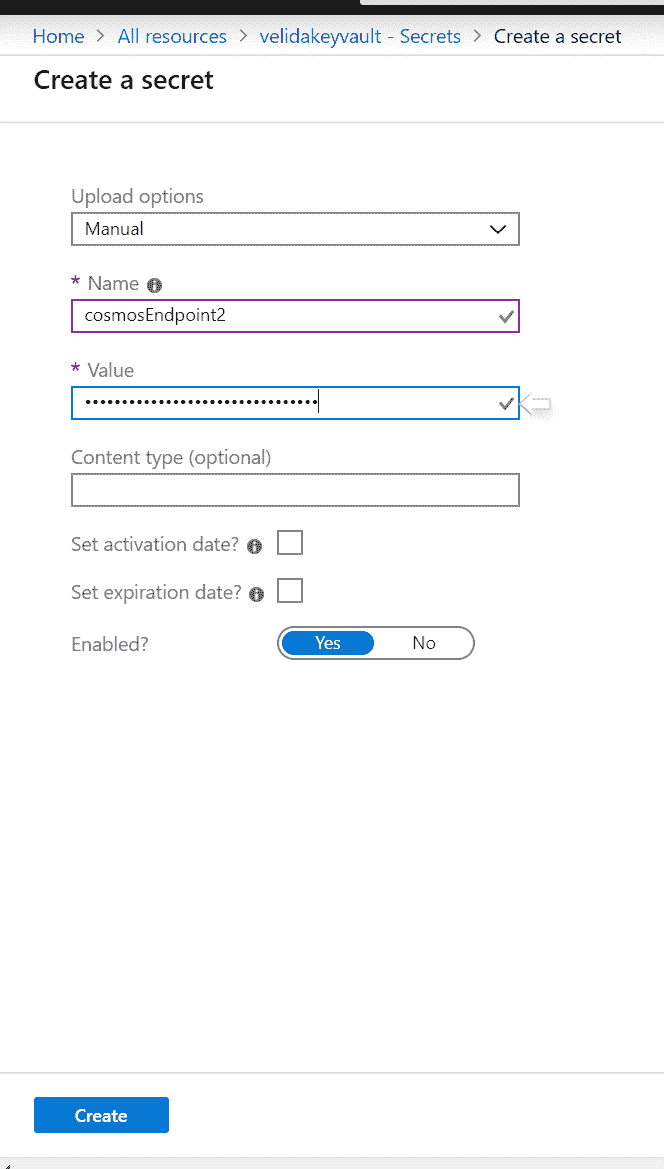 Home > All resources > velidakeyvault - Secrets > Create a secret
Create a secret
Upload options
Manual
* Name
cosmosEndpoint2
* Value
••••••••••••••••••••••••••••••••
Content type (optional)
Set activation date?
Set expiration date?
Enabled? Yes No
Create